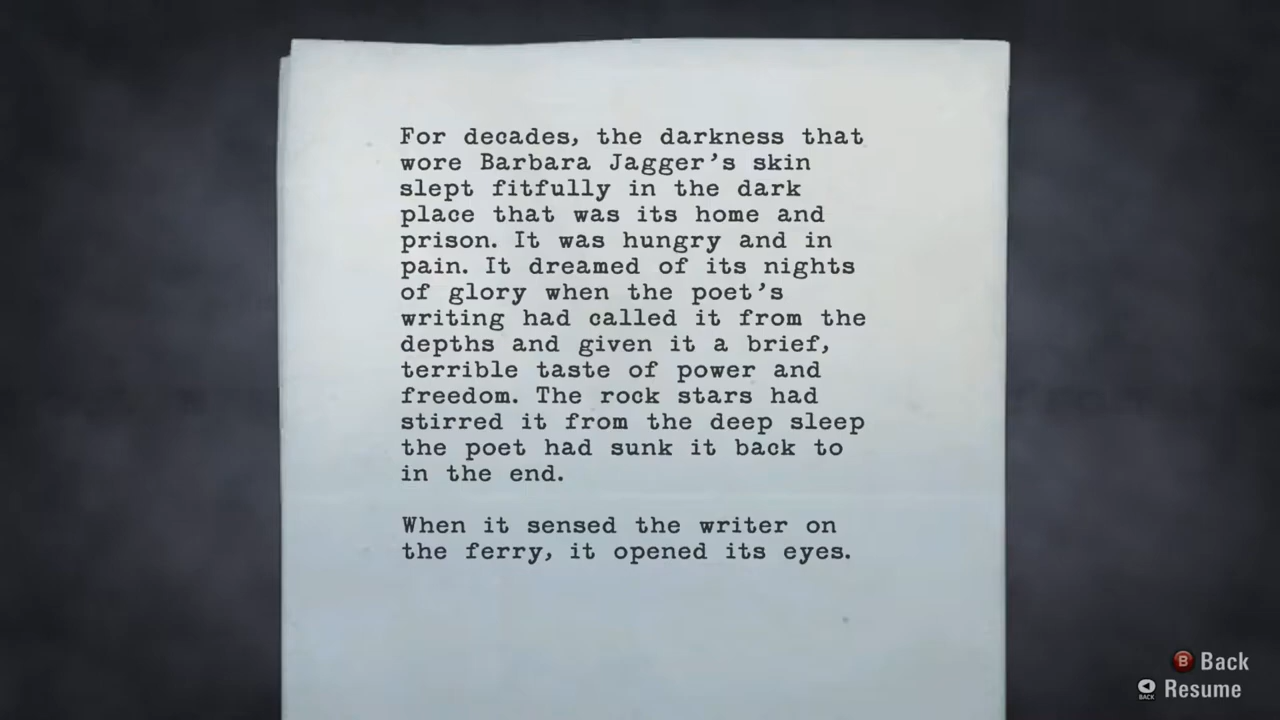 For decades, the darkness that
wore Barbara Jagger's skin
slept fitfully in the dark
place that was its home and
prison. It was hungry and in
pain. It dreamed of its nights
of glory when the poet's
writing had called it from the
depths and given it a brief,
terrible taste of power and
freedom. The rock stars had
stirred it from the deep sleep
the poet had sunk it back to
in the end.
When it sensed the writer on
the ferry, it opened its eyes.
B Back
BACK Resume